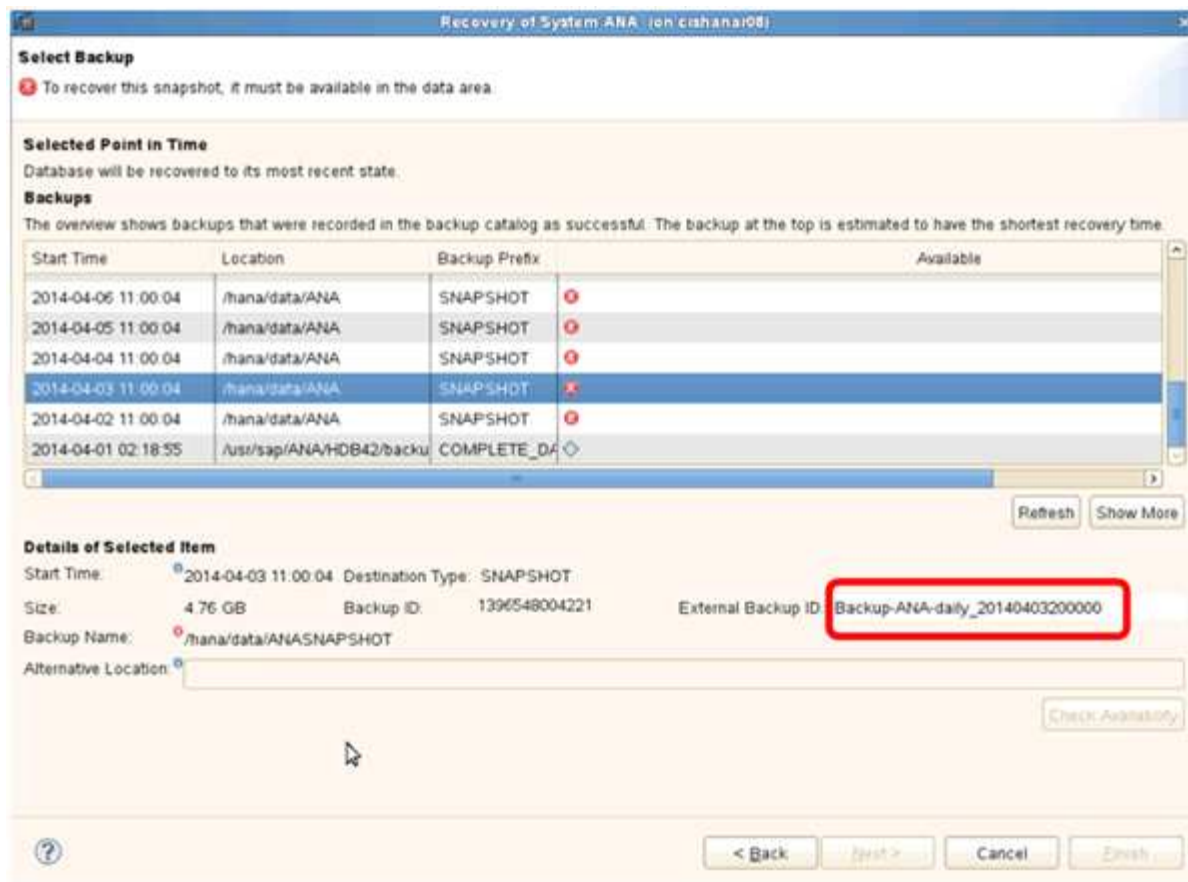 Recovery of System ANA (on cishanar08)
Select Backup
To recover this snapshot, it must be available in the data area.
Selected Point in Time
Database will be recovered to its most recent state.
Backups
The overview shows backups that were recorded in the backup catalog as successful. The backup at the top is estimated to have the shortest recovery time.
Start Time Location Backup Prefix Available
2014-04-06 11:00:04 /hana/data/ANA SNAPSHOT
2014-04-05 11:00:04 /hana/data/ANA SNAPSHOT
2014-04-04 11:00:04 /hana/data/ANA SNAPSHOT
2014-04-03 11:00:04 /hana/data/ANA SNAPSHOT
2014-04-02 11:00:04 /hana/data/ANA SNAPSHOT
2014-04-01 02:18:55 /usr/sap/ANA/HDB42/backu COMPLETE_DA
Refresh Show More
Details of Selected Item
Start Time: 2014-04-03 11:00:04 Destination Type: SNAPSHOT
Size: 4.76 GB Backup ID: 1396548004221 External Backup ID: Backup-ANA-daily_20140403200000
Backup Name: /hana/data/ANASNAPSHOT
Alternative Location:
Check Availability
< Back Next > Cancel Finish